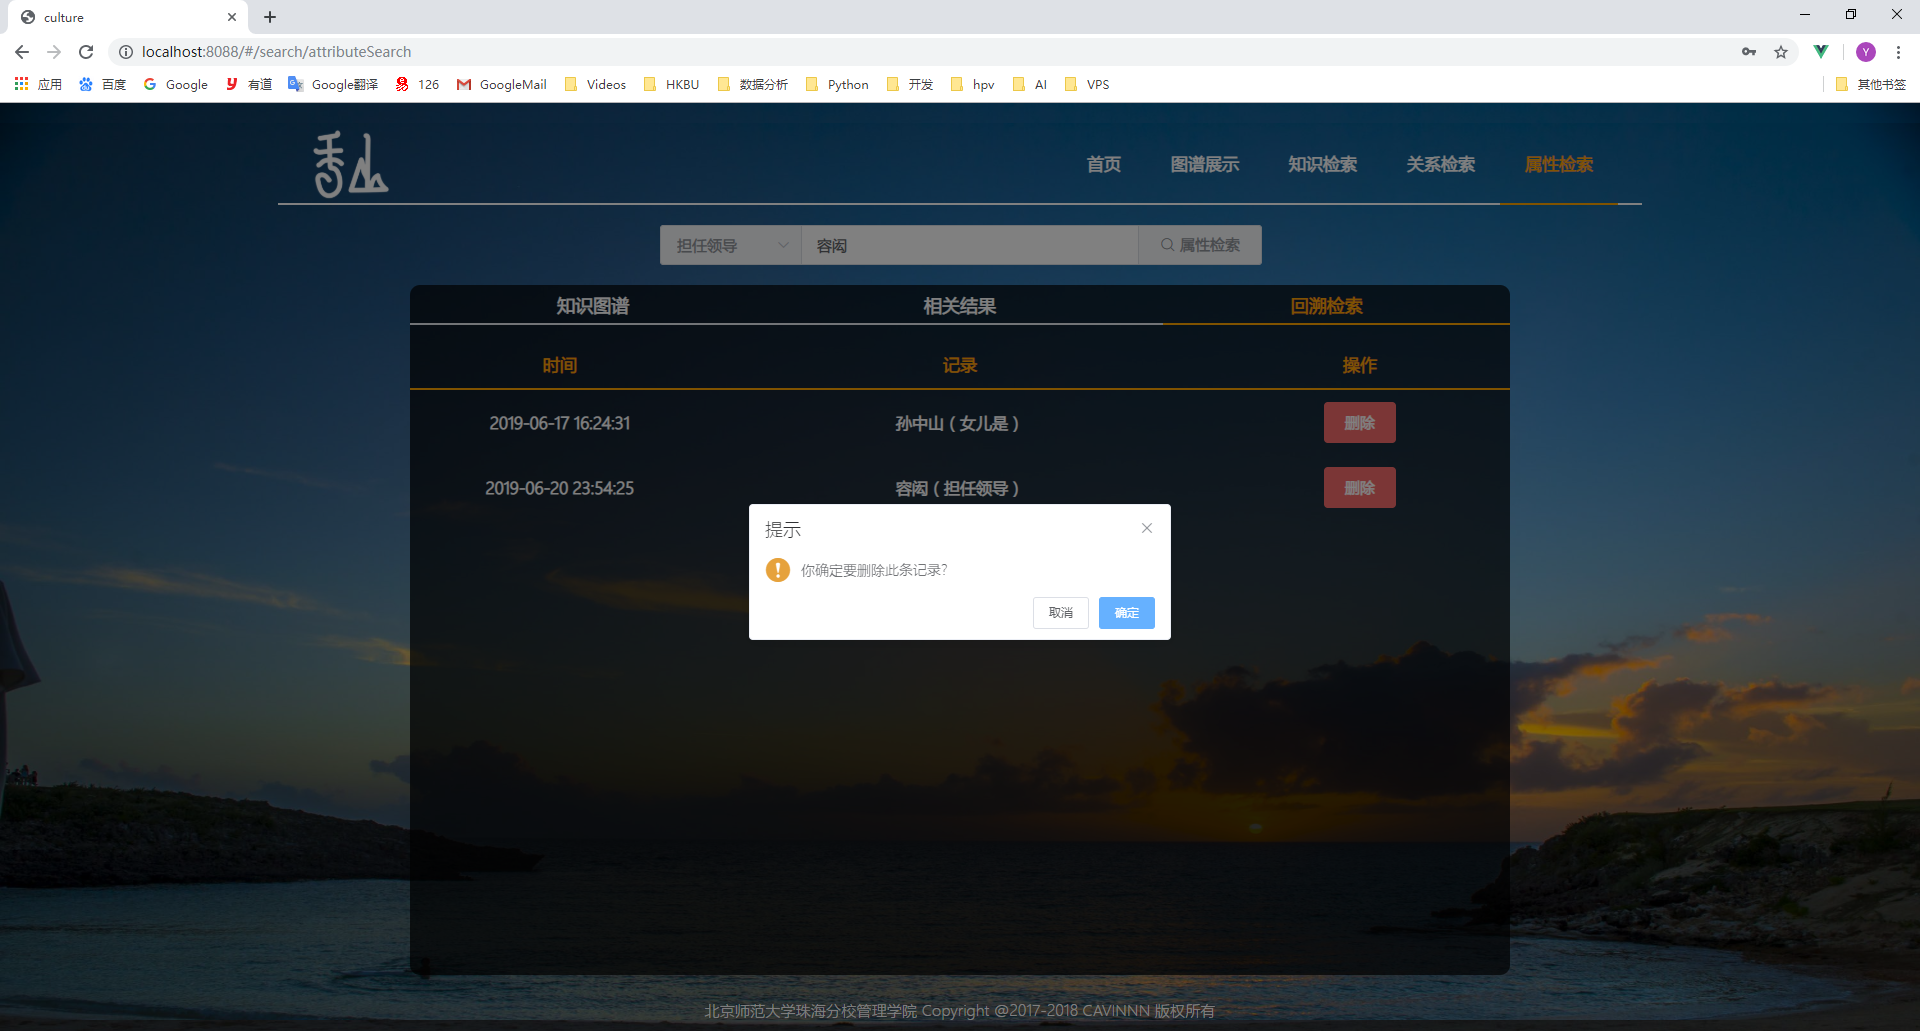 culture
localhost:8088/#/search/attributeSearch
Y
应用 百度 Google 有道 Google翻译 126 GoogleMail Videos HKBU 数据分析 Python 开发 hpv AI VPS 其他书签
首页 图谱展示 知识检索 关系检索 属性检索
担任领导 容闳 属性检索
知识图谱 相关结果 回溯检索
时间 记录 操作
2019-06-17 16:24:31 孙中山 ( 女儿是 ) 删除
2019-06-20 23:54:25 容闳 ( 担任领导 ) 删除
提示
你确定要删除此条记录?
取消 确定
北京师范大学珠海分校管理学院 Copyright @2017-2018 CAVINNN 版权所有